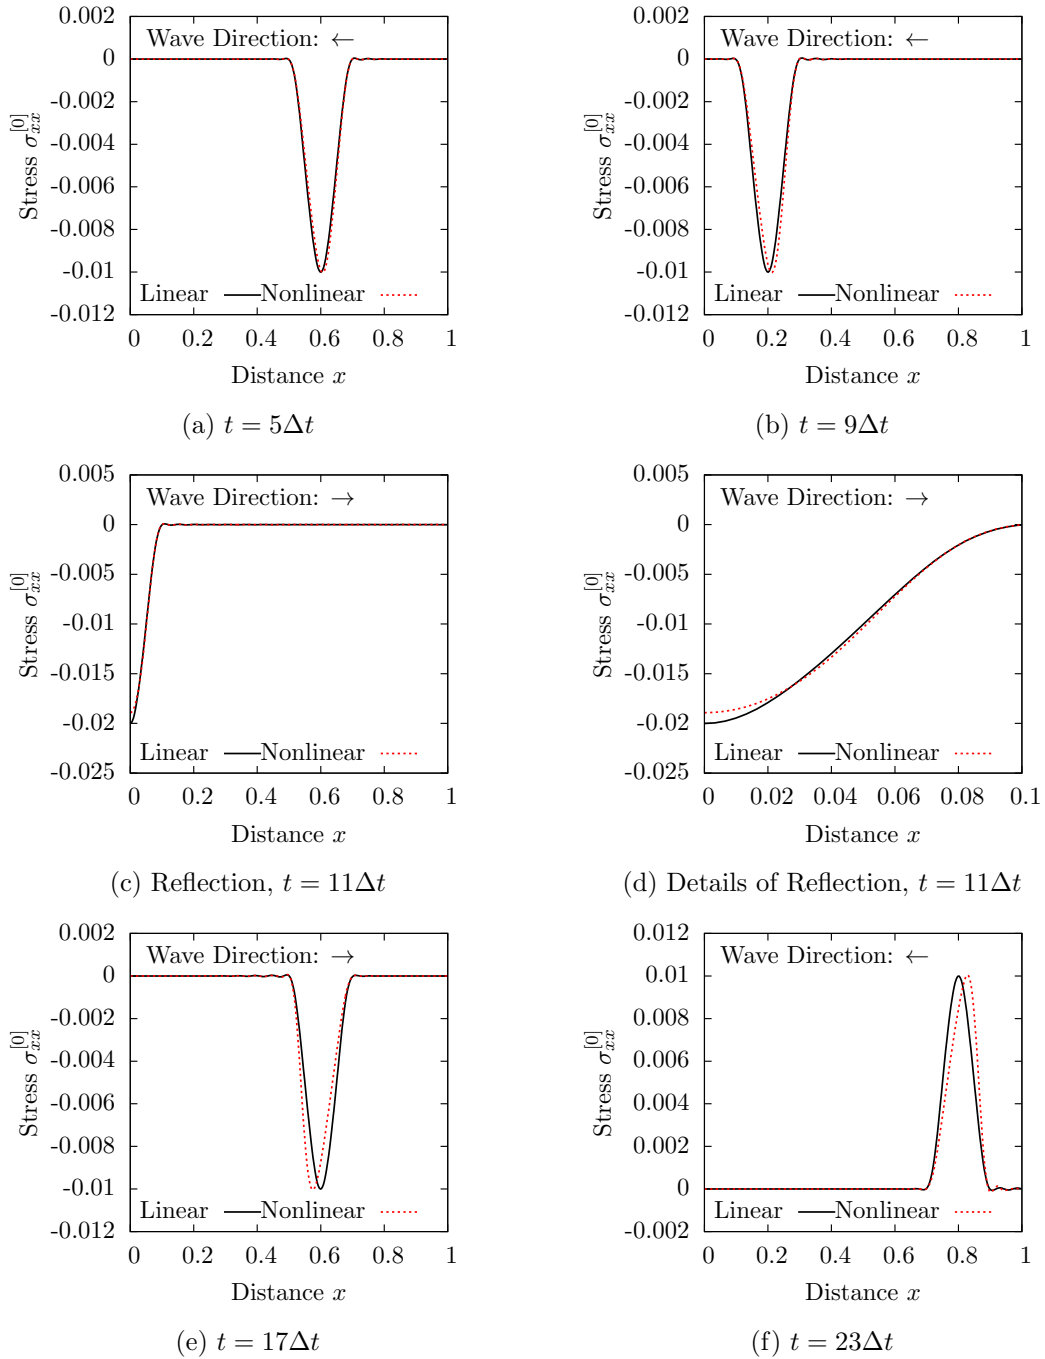 0.002
0
-0.002
-0.004
-0.006
-0.008
-0.01
-0.012
Stress σ_{xx}^{[0]}
Wave Direction: ←
Linear
Nonlinear
0 0.2 0.4 0.6 0.8 1
Distance x
(a) t = 5Δt
0.002
0
-0.002
-0.004
-0.006
-0.008
-0.01
-0.012
Stress σ_{xx}^{[0]}
Wave Direction: ←
Linear
Nonlinear
0 0.2 0.4 0.6 0.8 1
Distance x
(b) t = 9Δt
0.005
0
-0.005
-0.01
-0.015
-0.02
-0.025
Stress σ_{xx}^{[0]}
Wave Direction: →
Linear
Nonlinear
0 0.2 0.4 0.6 0.8 1
Distance x
(c) Reflection, t = 11Δt
0.005
0
-0.005
-0.01
-0.015
-0.02
-0.025
Stress σ_{xx}^{[0]}
Wave Direction: →
Linear
Nonlinear
0 0.02 0.04 0.06 0.08 0.1
Distance x
(d) Details of Reflection, t = 11Δt
0.002
0
-0.002
-0.004
-0.006
-0.008
-0.01
-0.012
Stress σ_{xx}^{[0]}
Wave Direction: →
Linear
Nonlinear
0 0.2 0.4 0.6 0.8 1
Distance x
(e) t = 17Δt
0.012
0.01
0.008
0.006
0.004
0.002
0
-0.002
Stress σ_{xx}^{[0]}
Wave Direction: ←
Linear
Nonlinear
0 0.2 0.4 0.6 0.8 1
Distance x
(f) t = 23Δt